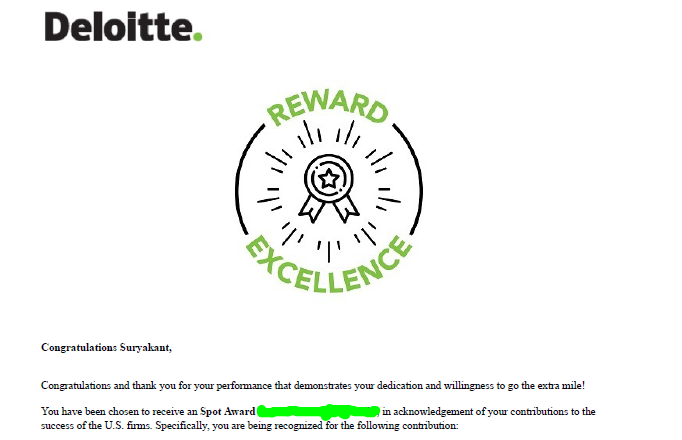 Deloitte.
REWARD
EXCELLENCE
Congratulations Suryakant,
Congratulations and thank you for your performance that demonstrates your dedication and willingness to go the extra mile!
You have been chosen to receive an Spot Award in acknowledgement of your contributions to the
success of the U.S. firms. Specifically, you are being recognized for the following contribution: